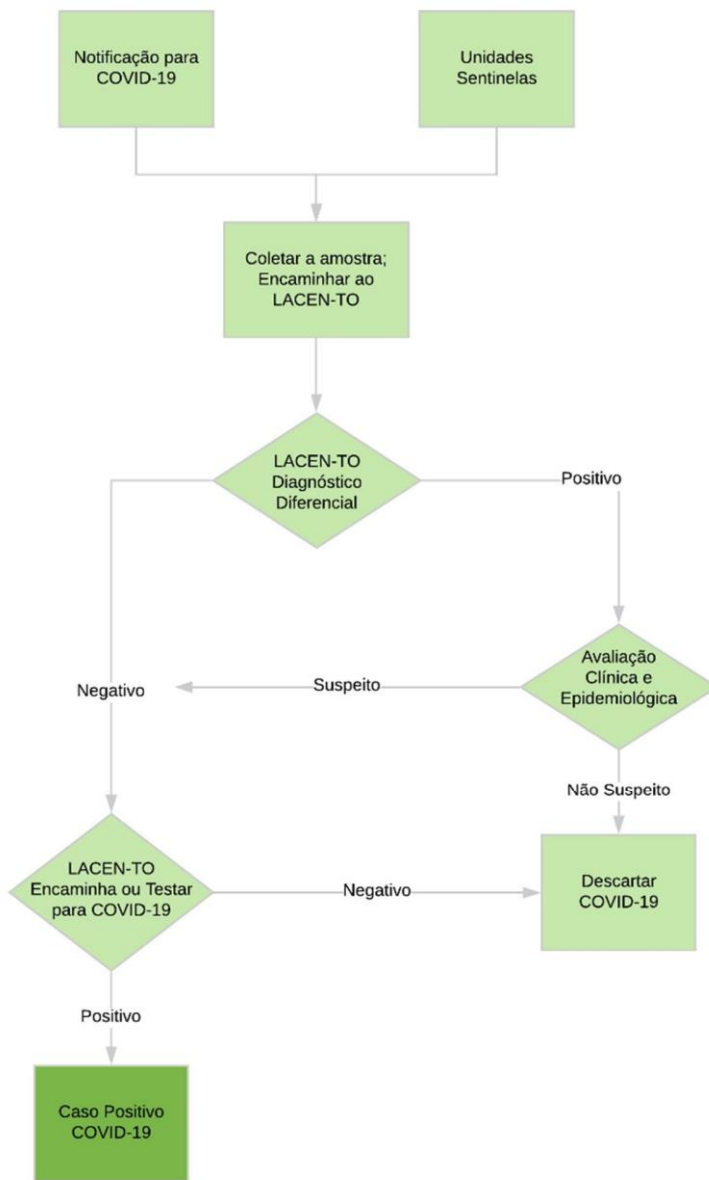 Notificação para
COVID-19
Unidades
Sentinelas
Coletar a amostra;
Encaminhar ao
LACEN-TO
LACEN-TO
Diagnóstico
Diferencial
Positivo
Avaliação
Clínica e
Epidemiológica
Suspeito
Negativo
Não Suspeito
LACEN-TO
Encaminha ou Testar
para COVID-19
Negativo
Descartar
COVID-19
Positivo
Caso Positivo
COVID-19